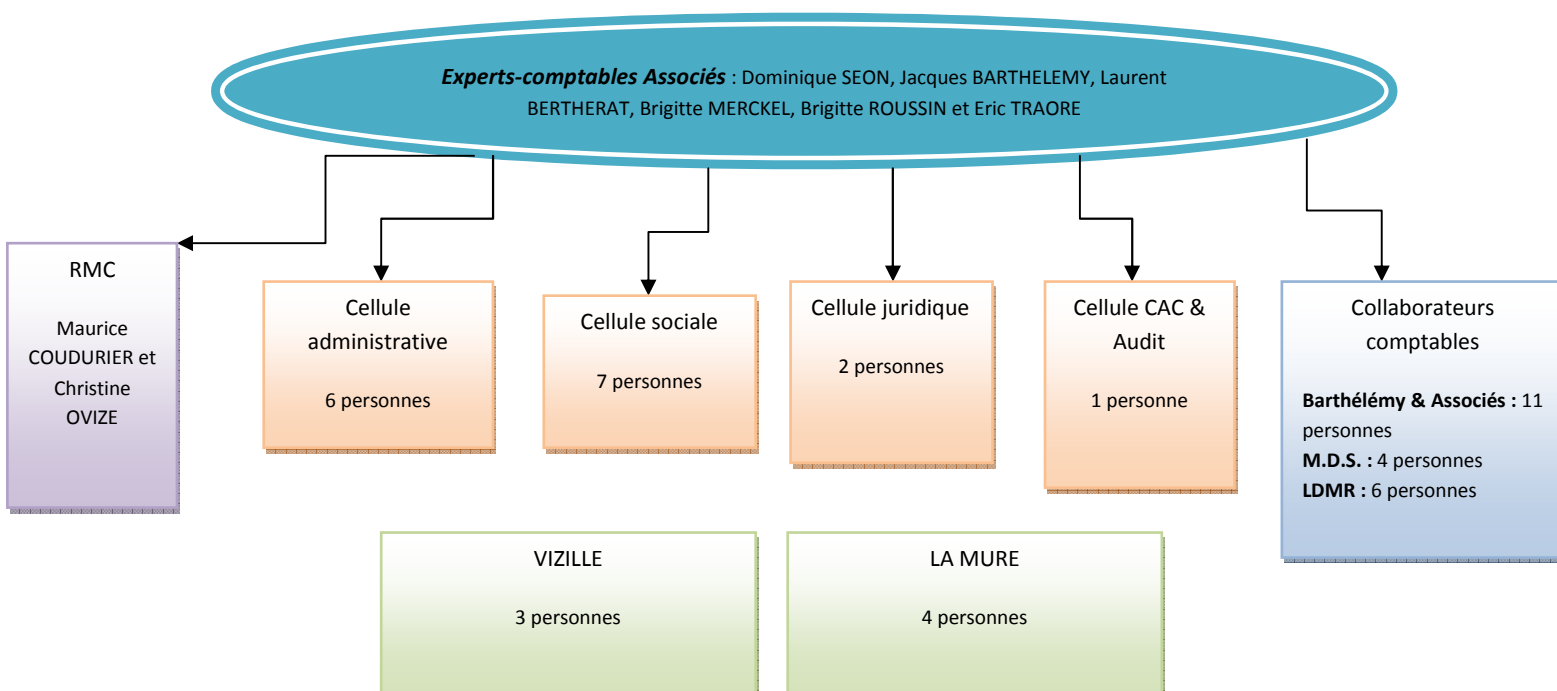 Experts-comptables Associés : Dominique SEON, Jacques BARTHELEMY, Laurent
BERTHERAT, Brigitte MERCKEL, Brigitte ROUSSIN et Eric TRAORE
RMC
Maurice
COUDURIER et
Christine
OVIZE
Cellule
administrative
6 personnes
Cellule sociale
7 personnes
Cellule juridique
2 personnes
Cellule CAC &
Audit
1 personne
Collaborateurs
comptables
Barthélémy & Associés : 11
personnes
M.D.S. : 4 personnes
LDMR : 6 personnes
VIZILLE
3 personnes
LA MURE
4 personnes